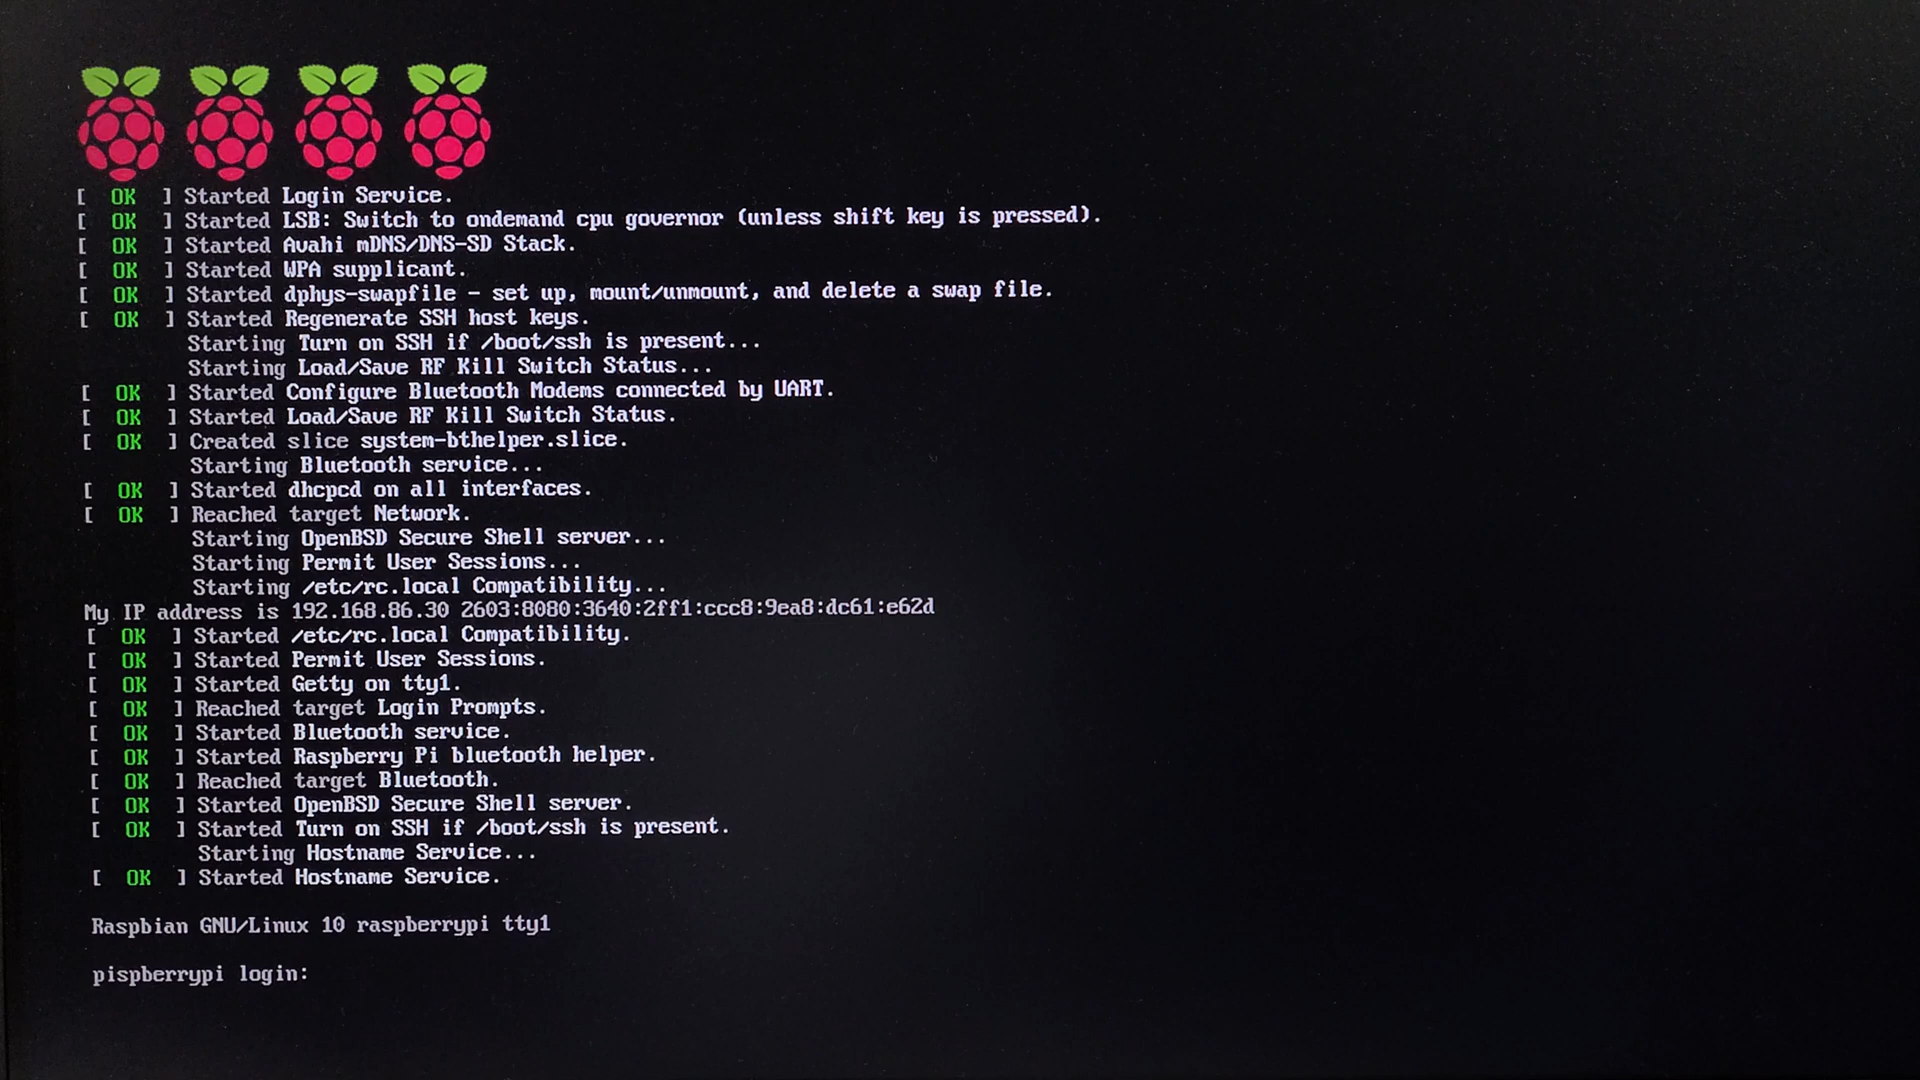 [  OK  ] Started Login Service.
[  OK  ] Started LSB: Switch to ondemand cpu governor (unless shift key is pressed).
[  OK  ] Started Avahi mDNS/DNS-SD Stack.
[  OK  ] Started WPA supplicant.
[  OK  ] Started dphys-swapfile - set up, mount/unmount, and delete a swap file.
[  OK  ] Started Regenerate SSH host keys.
Starting Turn on SSH if /boot/ssh is present...
Starting Load/Save RF Kill Switch Status...
[  OK  ] Started Configure Bluetooth Modems connected by UART.
[  OK  ] Started Load/Save RF Kill Switch Status.
[  OK  ] Created slice system-bthelper.slice.
Starting Bluetooth service...
[  OK  ] Started dhcpcd on all interfaces.
[  OK  ] Reached target Network.
Starting OpenBSD Secure Shell server...
Starting Permit User Sessions...
Starting /etc/rc.local Compatibility...
My IP address is 192.168.86.30 2603:8080:3640:2ff1:ccc8:9ea8:dc61:e62d
[  OK  ] Started /etc/rc.local Compatibility.
[  OK  ] Started Permit User Sessions.
[  OK  ] Started Getty on tty1.
[  OK  ] Reached target Login Prompts.
[  OK  ] Started Bluetooth service.
[  OK  ] Started Raspberry Pi bluetooth helper.
[  OK  ] Reached target Bluetooth.
[  OK  ] Started OpenBSD Secure Shell server.
[  OK  ] Started Turn on SSH if /boot/ssh is present.
Starting Hostname Service...
[  OK  ] Started Hostname Service.
Raspbian GNU/Linux 10 raspberrypi tty1
pispberrypi login: